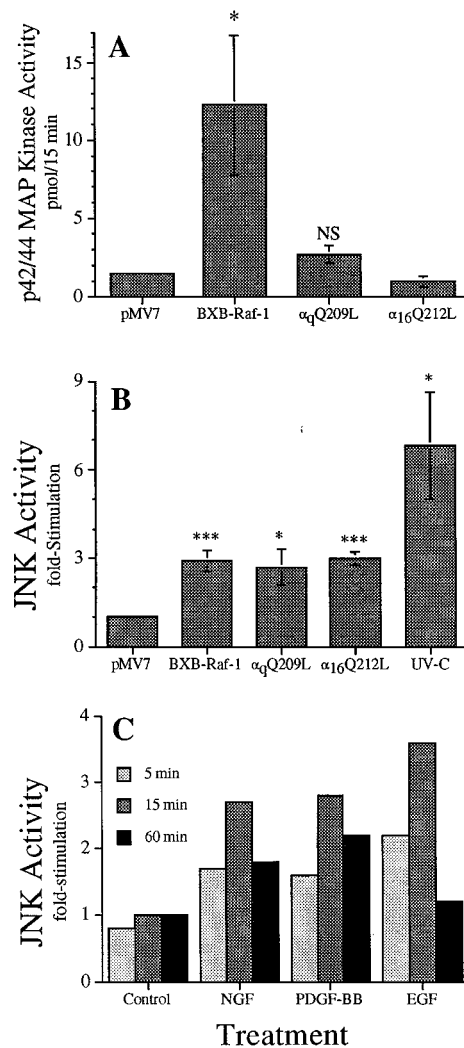 A
*
15
10
5
0
NS
p42/44 MAP Kinase Activity
pmol/15 min
pMV7 BXB-Raf-1 αqQ209L α16Q212L
B
*
9
6
3
0
*** * ***
JNK Activity
fold-Stimulation
pMV7 BXB-Raf-1 αqQ209L α16Q212L UV-C
C
4
3
2
1
0
5 min
15 min
60 min
JNK Activity
fold-stimulation
Control NGF PDGF-BB EGF
Treatment